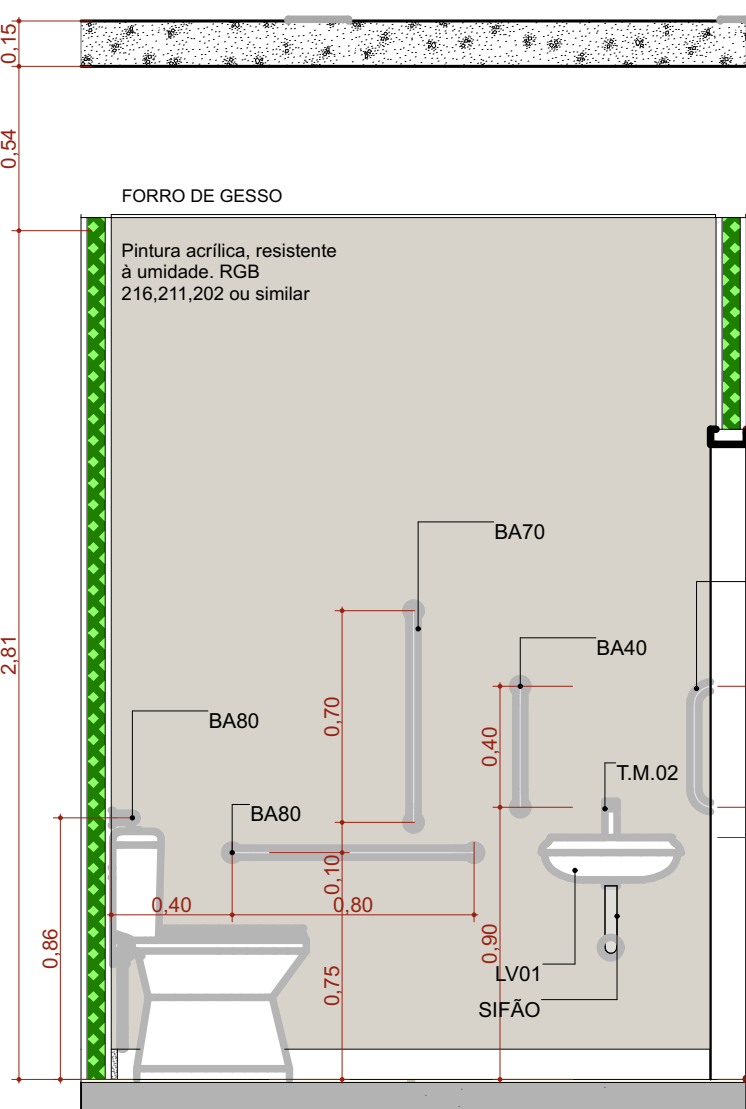 0,15
0,54
FORRO DE GESSO
Pintura acrílica, resistente
à umidade. RGB
216,211,202 ou similar
BA70
2,81
BA40
0,70
BA80
0,40
T.M.02
BA80
0,10
0,40
0,80
0,86
0,90
0,75
LV01
SIFÃO